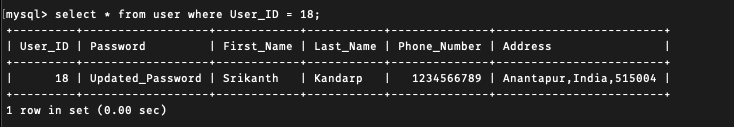 [mysql> select * from user where User_ID = 18;
+---------+------------------+------------+-----------+--------------+------------------------+
| User_ID | Password         | First_Name | Last_Name | Phone_Number | Address                |
+---------+------------------+------------+-----------+--------------+------------------------+
|      18 | Updated_Password | Srikanth   | Kandarp   |   1234566789 | Anantapur,India,515004 |
+---------+------------------+------------+-----------+--------------+------------------------+
1 row in set (0.00 sec)